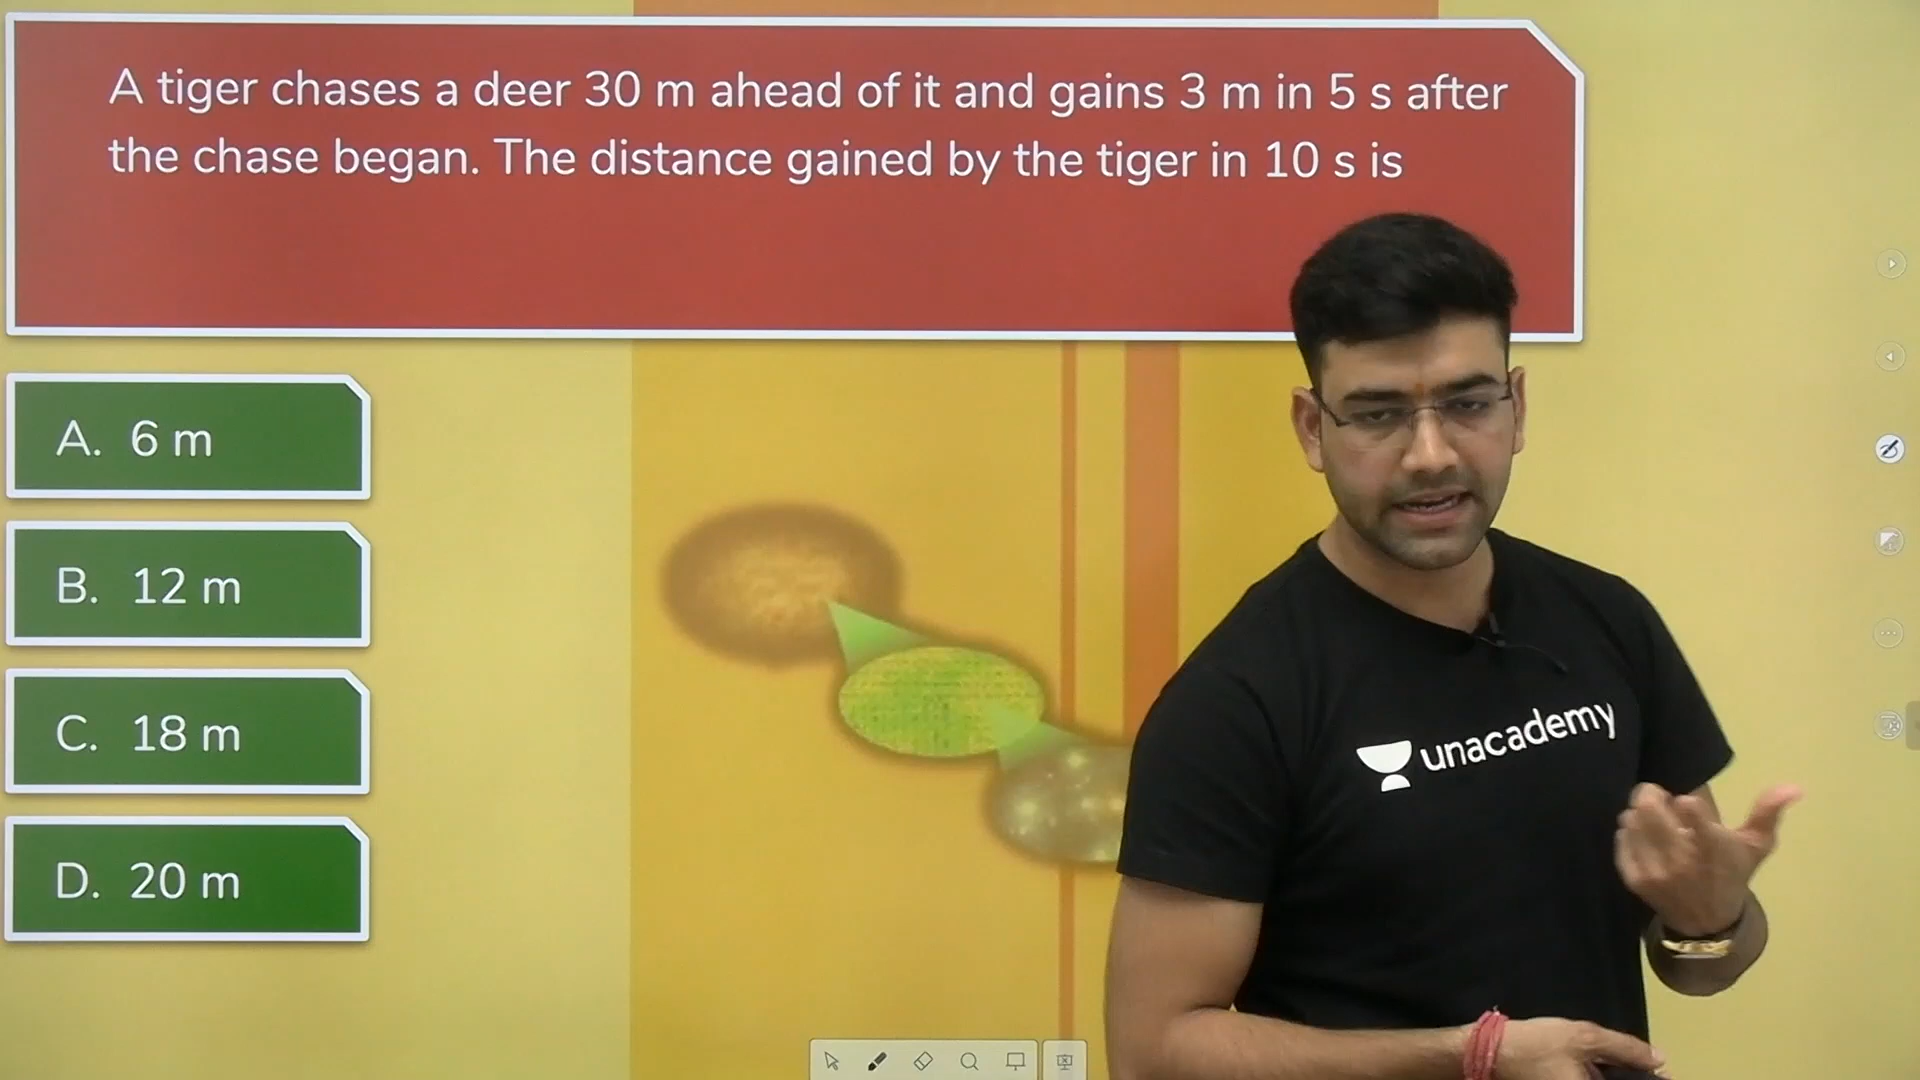 A tiger chases a deer 30 m ahead of it and gains 3 m in 5 s after
the chase began. The distance gained by the tiger in 10 s is
A. 6 m
B. 12 m
C. 18 m
D. 20 m
unacademy